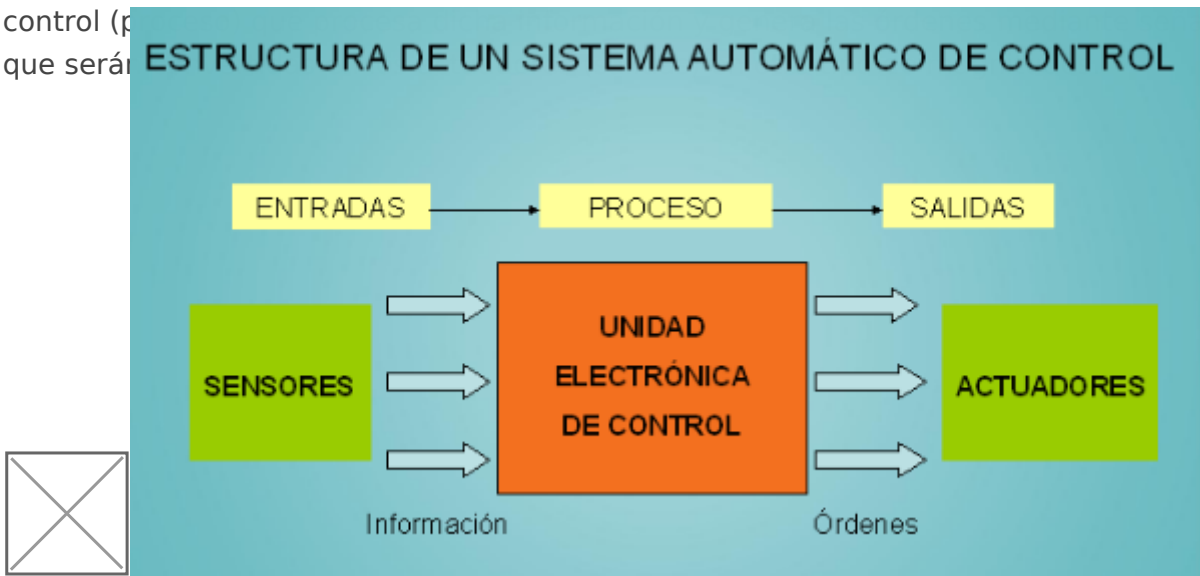 control (p
que será
ESTRUCTURA DE UN SISTEMA AUTOMÁTICO DE CONTROL
ENTRADAS PROCESO SALIDAS
SENSORES
UNIDAD
ELECTRÓNICA
DE CONTROL
ACTUADORES
Información Órdenes